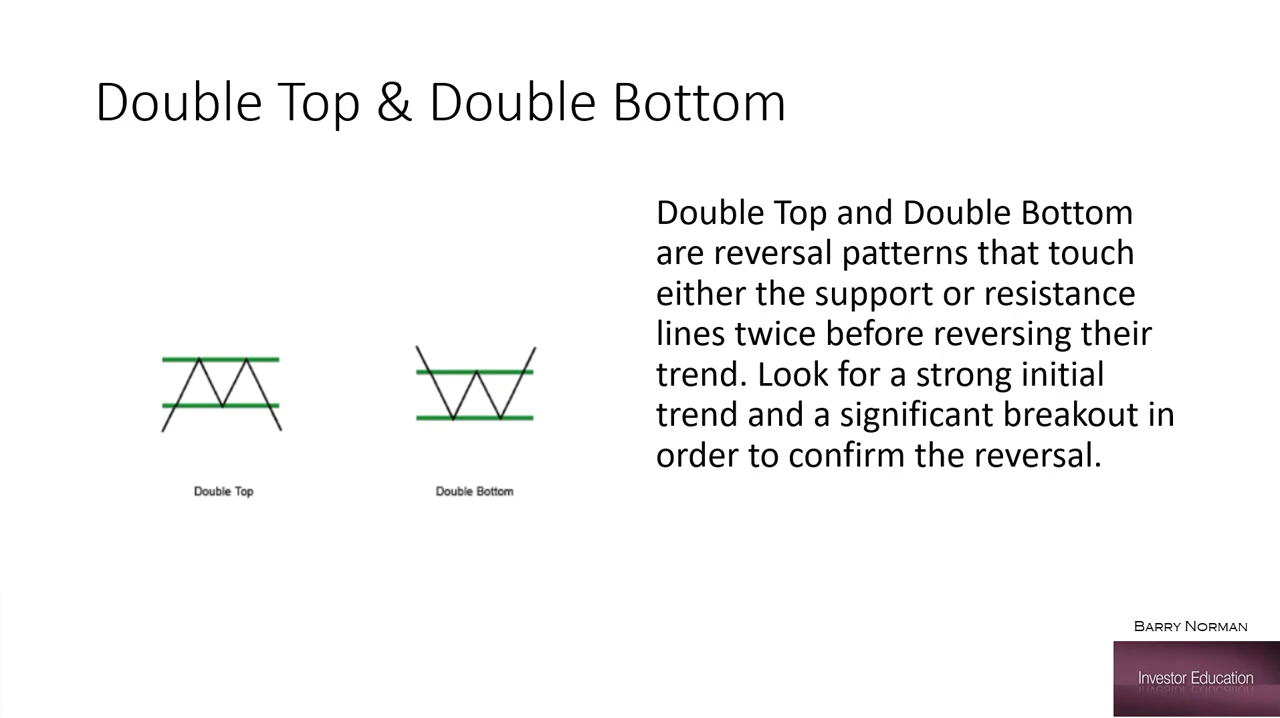 Double Top & Double Bottom
Double Top and Double Bottom
are reversal patterns that touch
either the support or resistance
lines twice before reversing their
trend. Look for a strong initial
trend and a significant breakout in
order to confirm the reversal.
Double Top
Double Bottom
Barry Norman
Investor Education